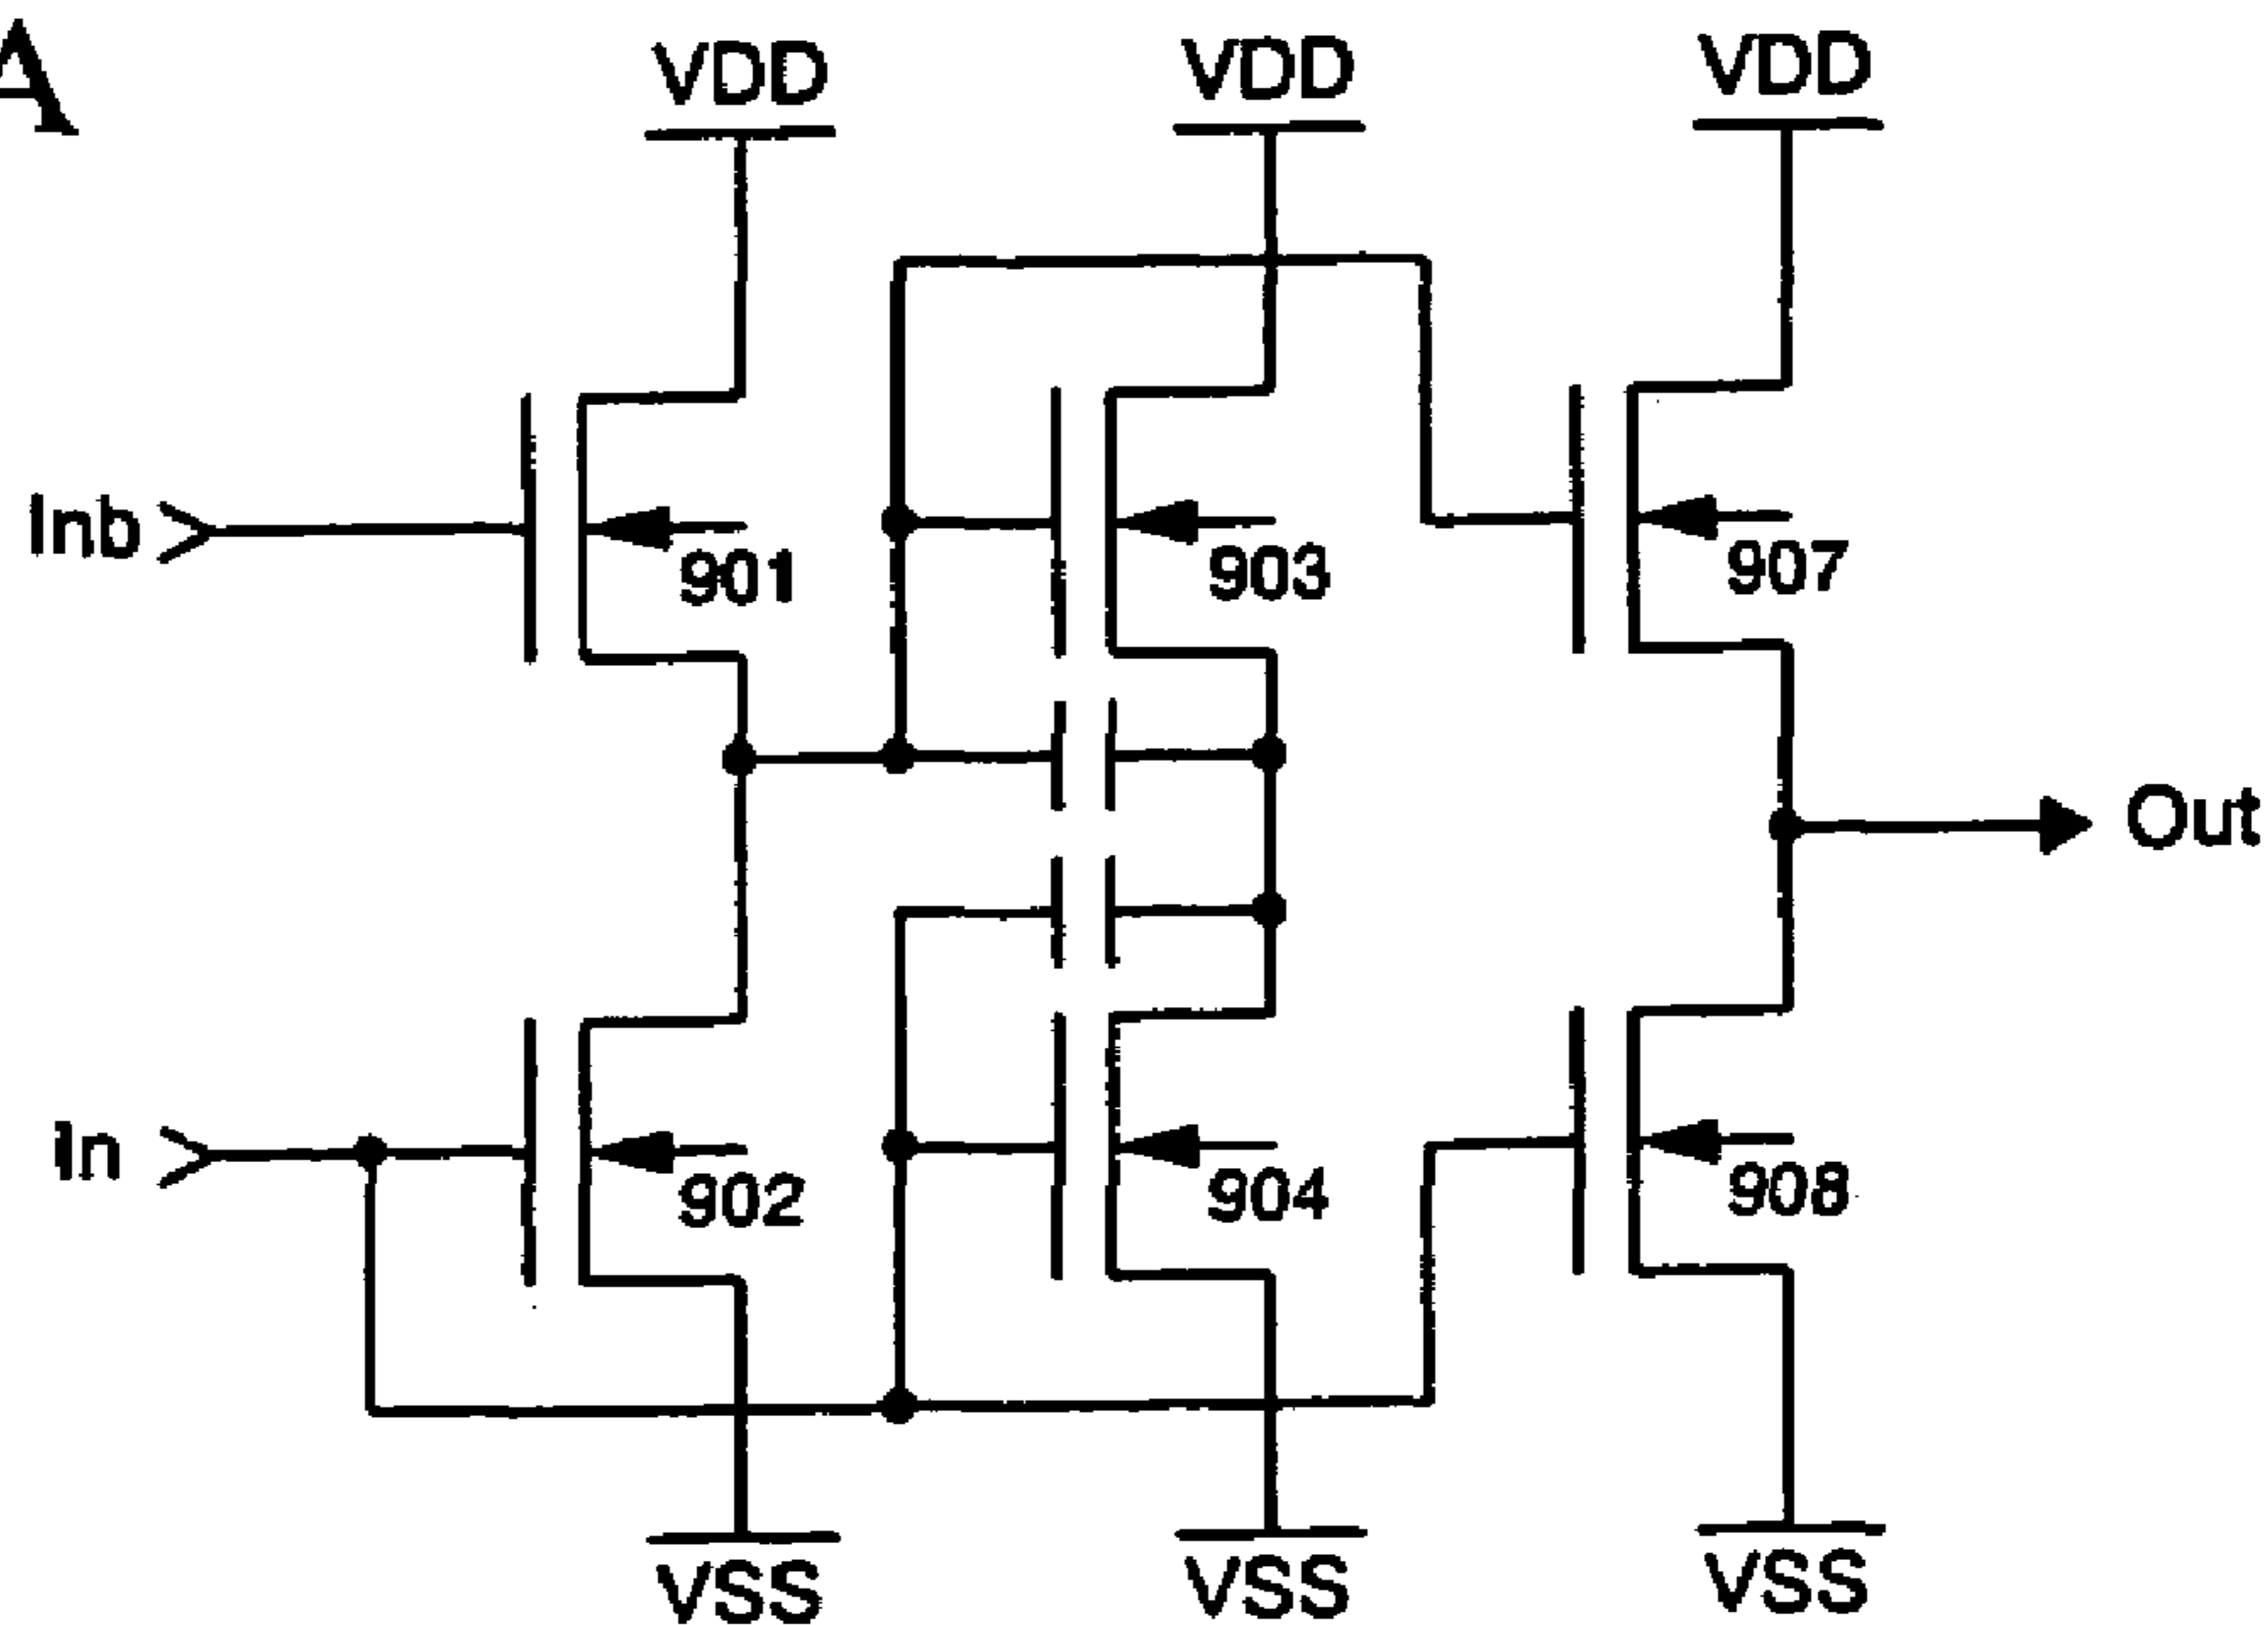 A
VDD VDD VDD
Inb
901 903 907
Out
In
902 904 908
VSS VSS VSS